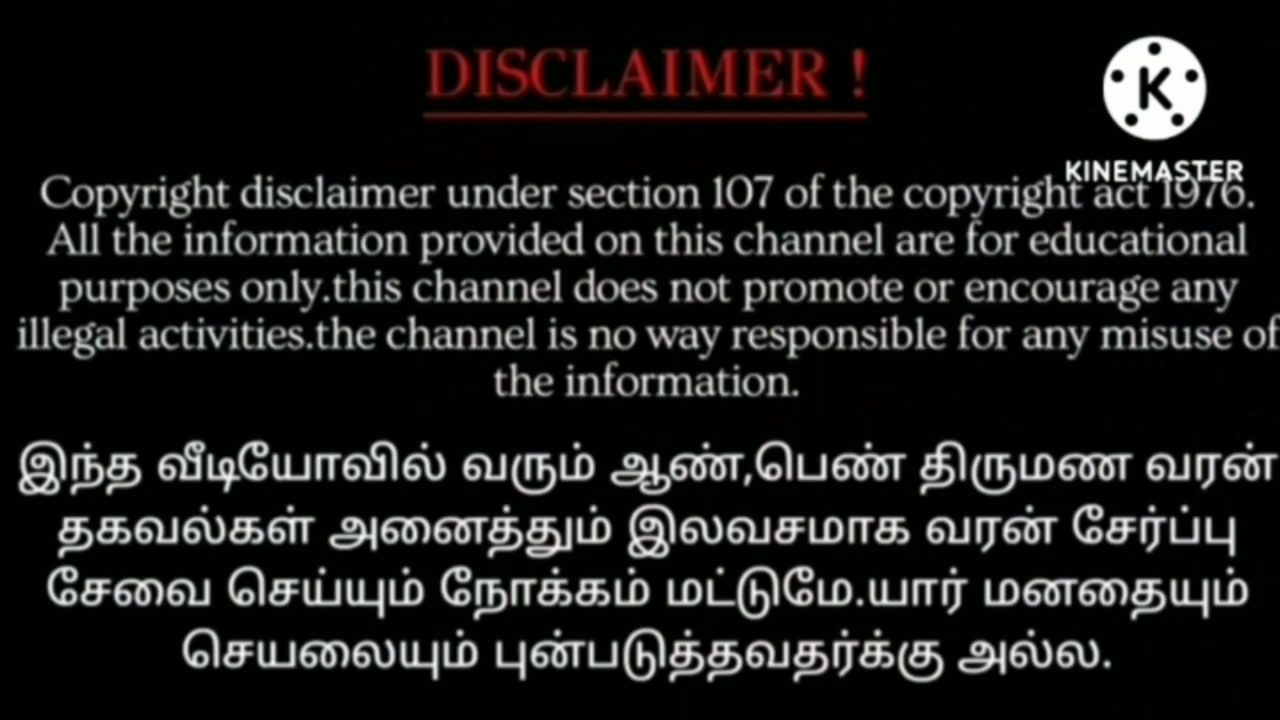 DISCLAIMER !
KINEMASTER
Copyright disclaimer under section 107 of the copyright act 1976.
All the information provided on this channel are for educational
purposes only.this channel does not promote or encourage any
illegal activities.the channel is no way responsible for any misuse of
the information.
இந்த வீடியோவில் வரும் ஆண்,பெண் திருமண வரன்
தகவல்கள் அனைத்தும் இலவசமாக வரன் சேர்ப்பு
சேவை செய்யும் நோக்கம் மட்டுமே.யார் மனதையும்
செயலையும் புன்படுத்தவதர்க்கு அல்ல.